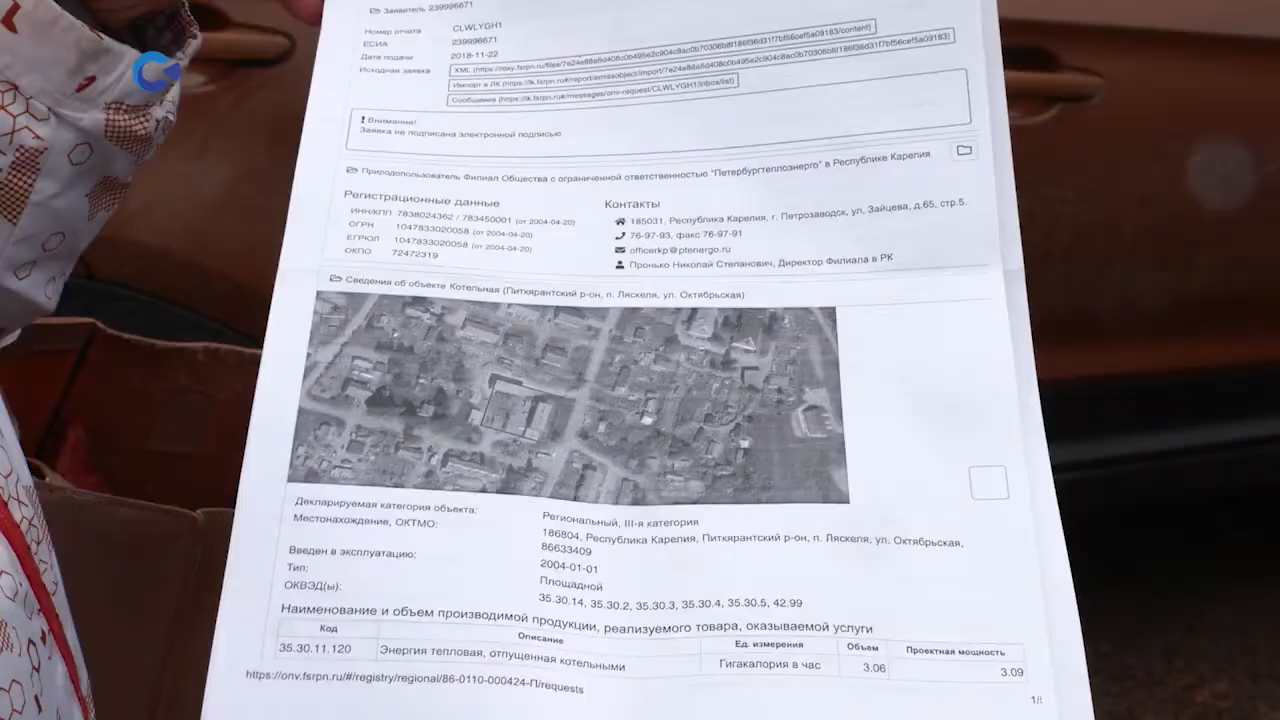 Заявитель 239996671
Номер отчета CLWLYGH1
ЕСИА 239996671
Дата подачи 2018-11-22
Исходная заявка
Импорт в ЛК
Сообщение (https://lk.fsrpn.ru/#/messages/onv-request/CLWLYGH1/inbox/list)
! Внимание!
Заявка не подписана электронной подписью
Природопользователь Филиал Общества с ограниченной ответственностью "Петербургтеплоэнерго" в Республике Карелия
Регистрационные данные
ИНН/КПП 7838024362 / 783450001 (от 2004-04-20)
ОГРН 1047833020058 (от 2004-04-20)
ЕГРЮЛ 1047833020058 (от 2004-04-20)
ОКПО 72472319
Контакты
185031, Республика Карелия, г. Петрозаводск, ул. Зайцева, д.65, стр.5.
76-97-93, факс 76-97-91
officerkp@ptenergo.ru
Пронько Николай Степанович, Директор Филиала в РК
Сведения об объекте Котельная (Питкярантский р-он, п. Ляскеля, ул. Октябрьская)
Декларируемая категория объекта: Региональный, III-я категория
Местонахождение, ОКТМО: 186804, Республика Карелия, Питкярантский р-он, п. Ляскеля, ул. Октябрьская,
86633409
Введен в эксплуатацию: 2004-01-01
Тип: Площадной
ОКВЭД(ы): 35.30.14, 35.30.2, 35.30.3, 35.30.4, 35.30.5, 42.99
Наименование и объем производимой продукции, реализуемого товара, оказываемой услуги
Код Описание Ед. измерения Объем Проектная мощность
35.30.11.120 Энергия тепловая, отпущенная котельными Гигакалория в час 3.06 3.09
https://onv.fsrpn.ru/#/registry/regional/86-0110-000424-П/requests